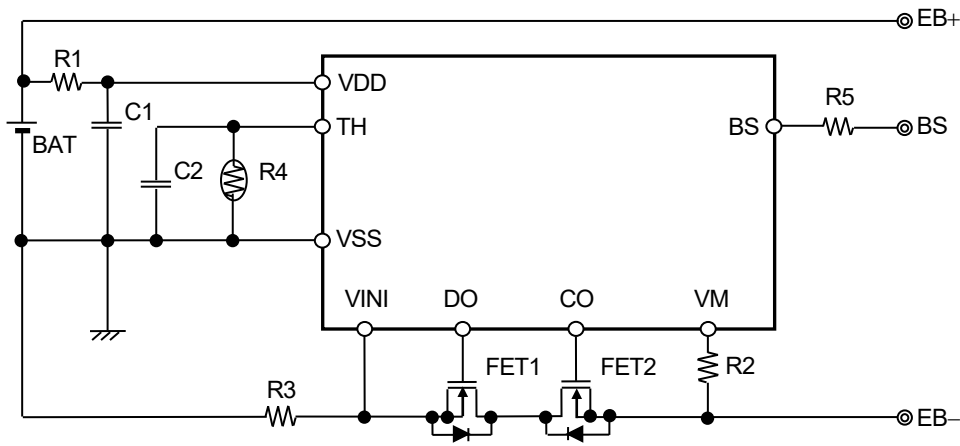 EB+
R1
VDD
C1
R5
BAT
TH
BS
BS
C2
R4
VSS
VINI
DO
CO
VM
FET1
FET2
R2
R3
EB−